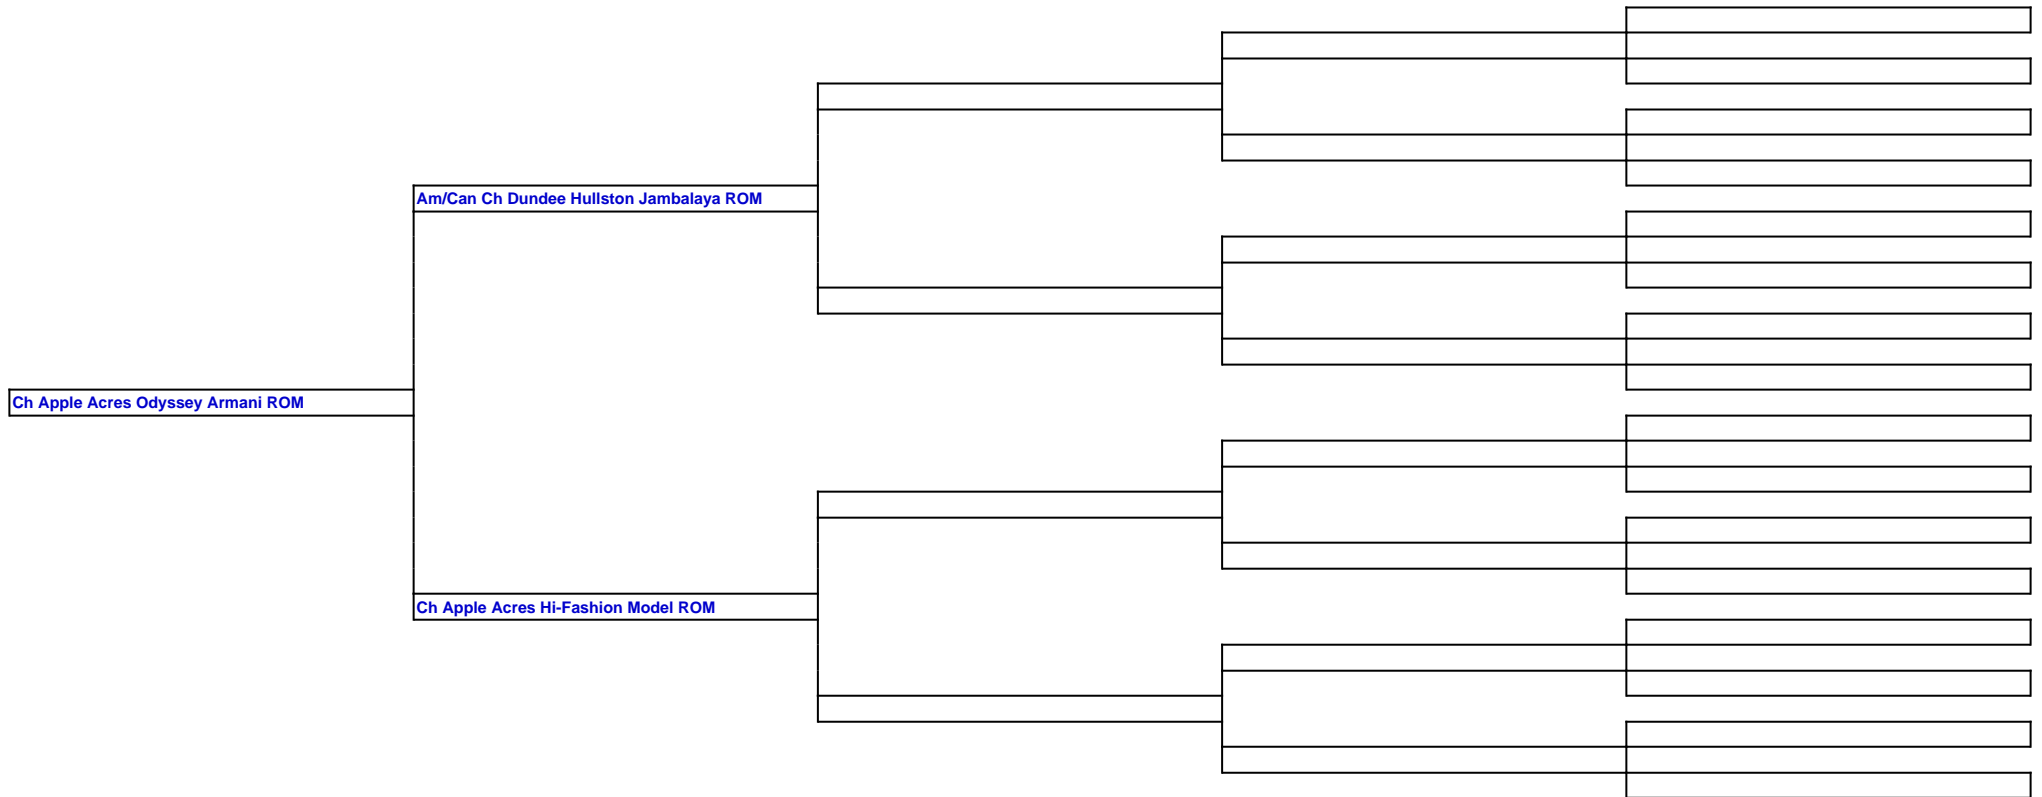 Am/Can Ch Dundee Hullston Jambalaya ROM
Ch Apple Acres Odyssey Armani ROM
Ch Apple Acres Hi-Fashion Model ROM